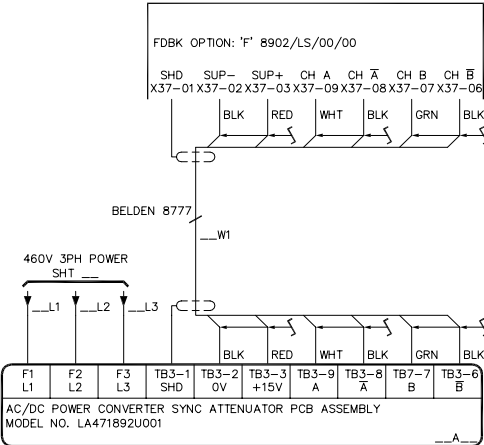 FDBK OPTION: 'F' 8902/LS/00/00
SHD SUP- SUP+ CH A CH A̅ CH B CH B̅
X37-01 X37-02 X37-03 X37-09 X37-08 X37-07 X37-06
BLK RED WHT BLK GRN BLK
BELDEN 8777
__W1
460V 3PH POWER
SHT __
__L1 __L2 __L3
BLK RED WHT BLK GRN BLK
F1 F2 F3 TB3-1 TB3-2 TB3-3 TB3-9 TB3-8 TB7-7 TB3-6
L1 L2 L3 SHD 0V +15V A A̅ B B̅
AC/DC POWER CONVERTER SYNC ATTENUATOR PCB ASSEMBLY
MODEL NO. LA471892U001
__A__